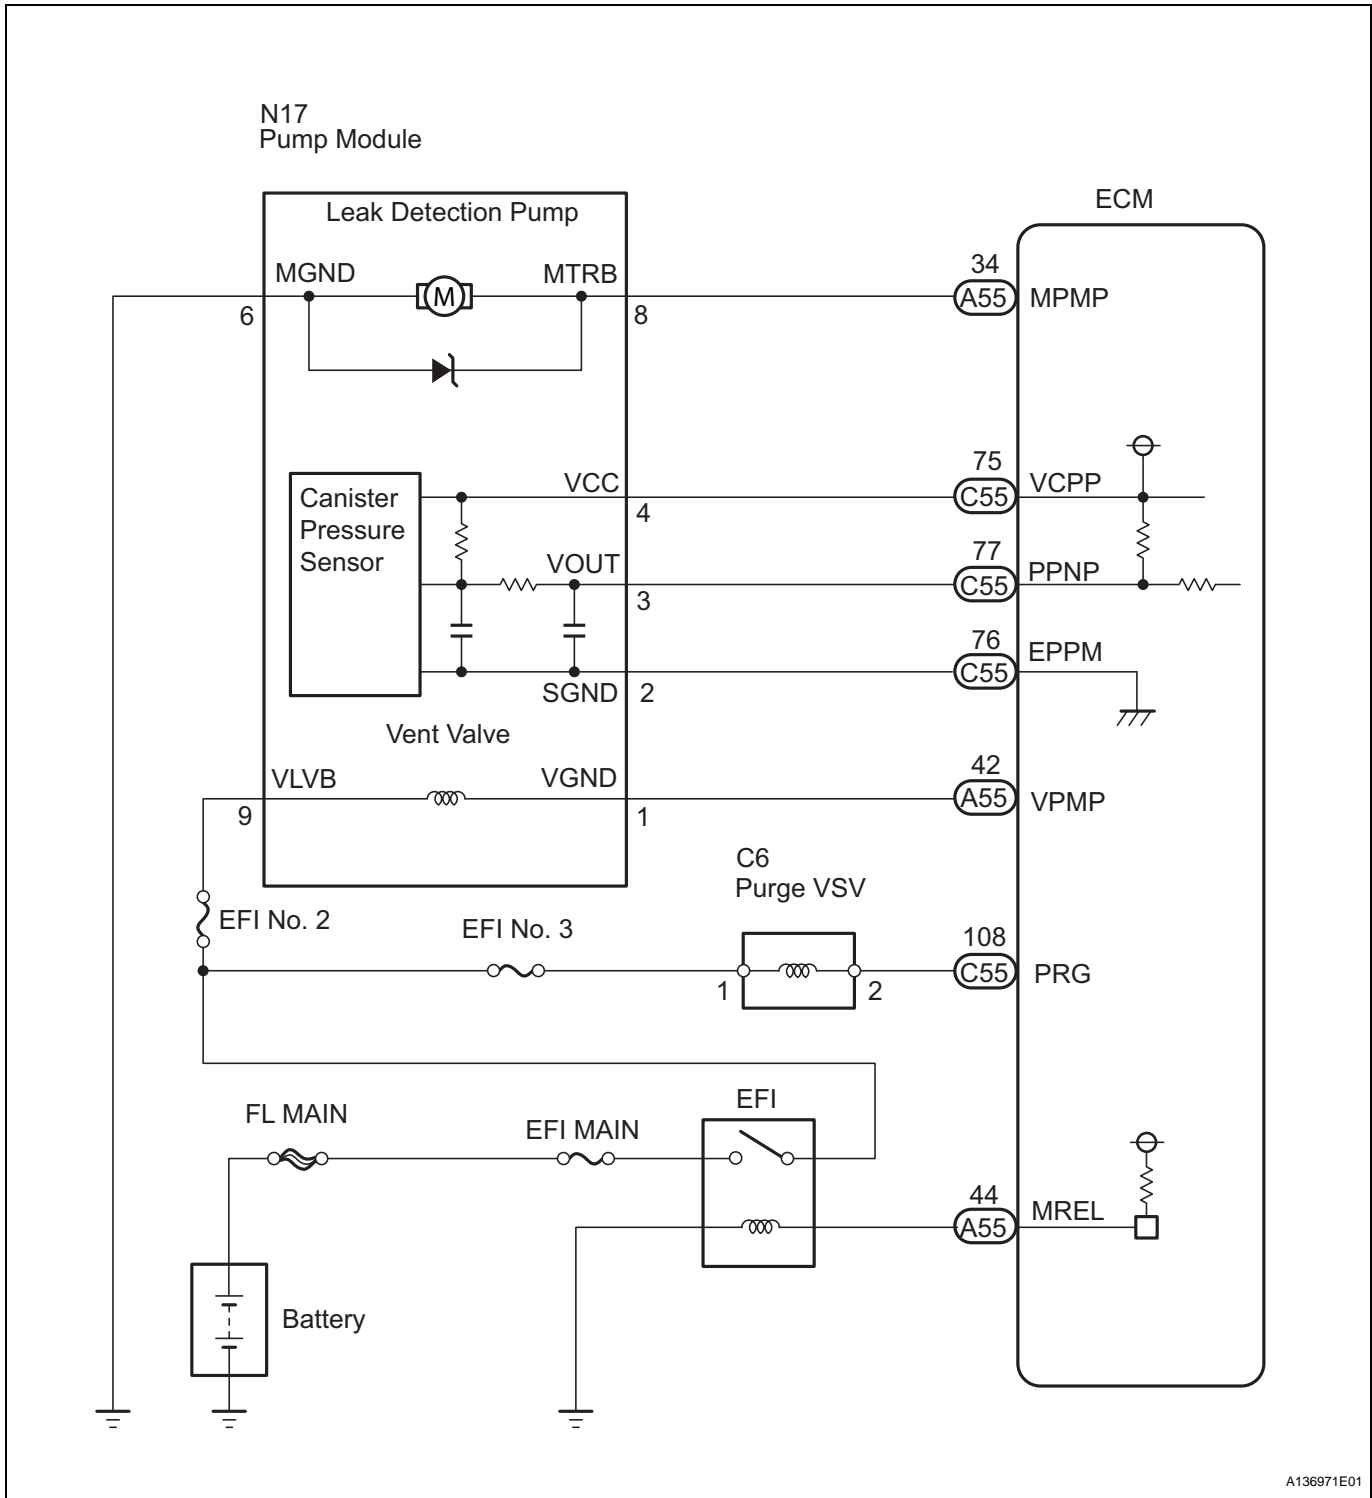 N17
Pump Module
ECM
Leak Detection Pump
MGND
M
MTRB
6
8
34
A55
MPMP
Canister
Pressure
Sensor
VCC
4
75
C55
VCPP
VOUT
3
77
C55
PPNP
SGND
2
76
C55
EPPM
Vent Valve
VLVB
VGND
9
1
42
A55
VPMP
C6
Purge VSV
EFI No. 2
EFI No. 3
1
2
108
C55
PRG
FL MAIN
EFI MAIN
EFI
44
A55
MREL
Battery
A136971E01